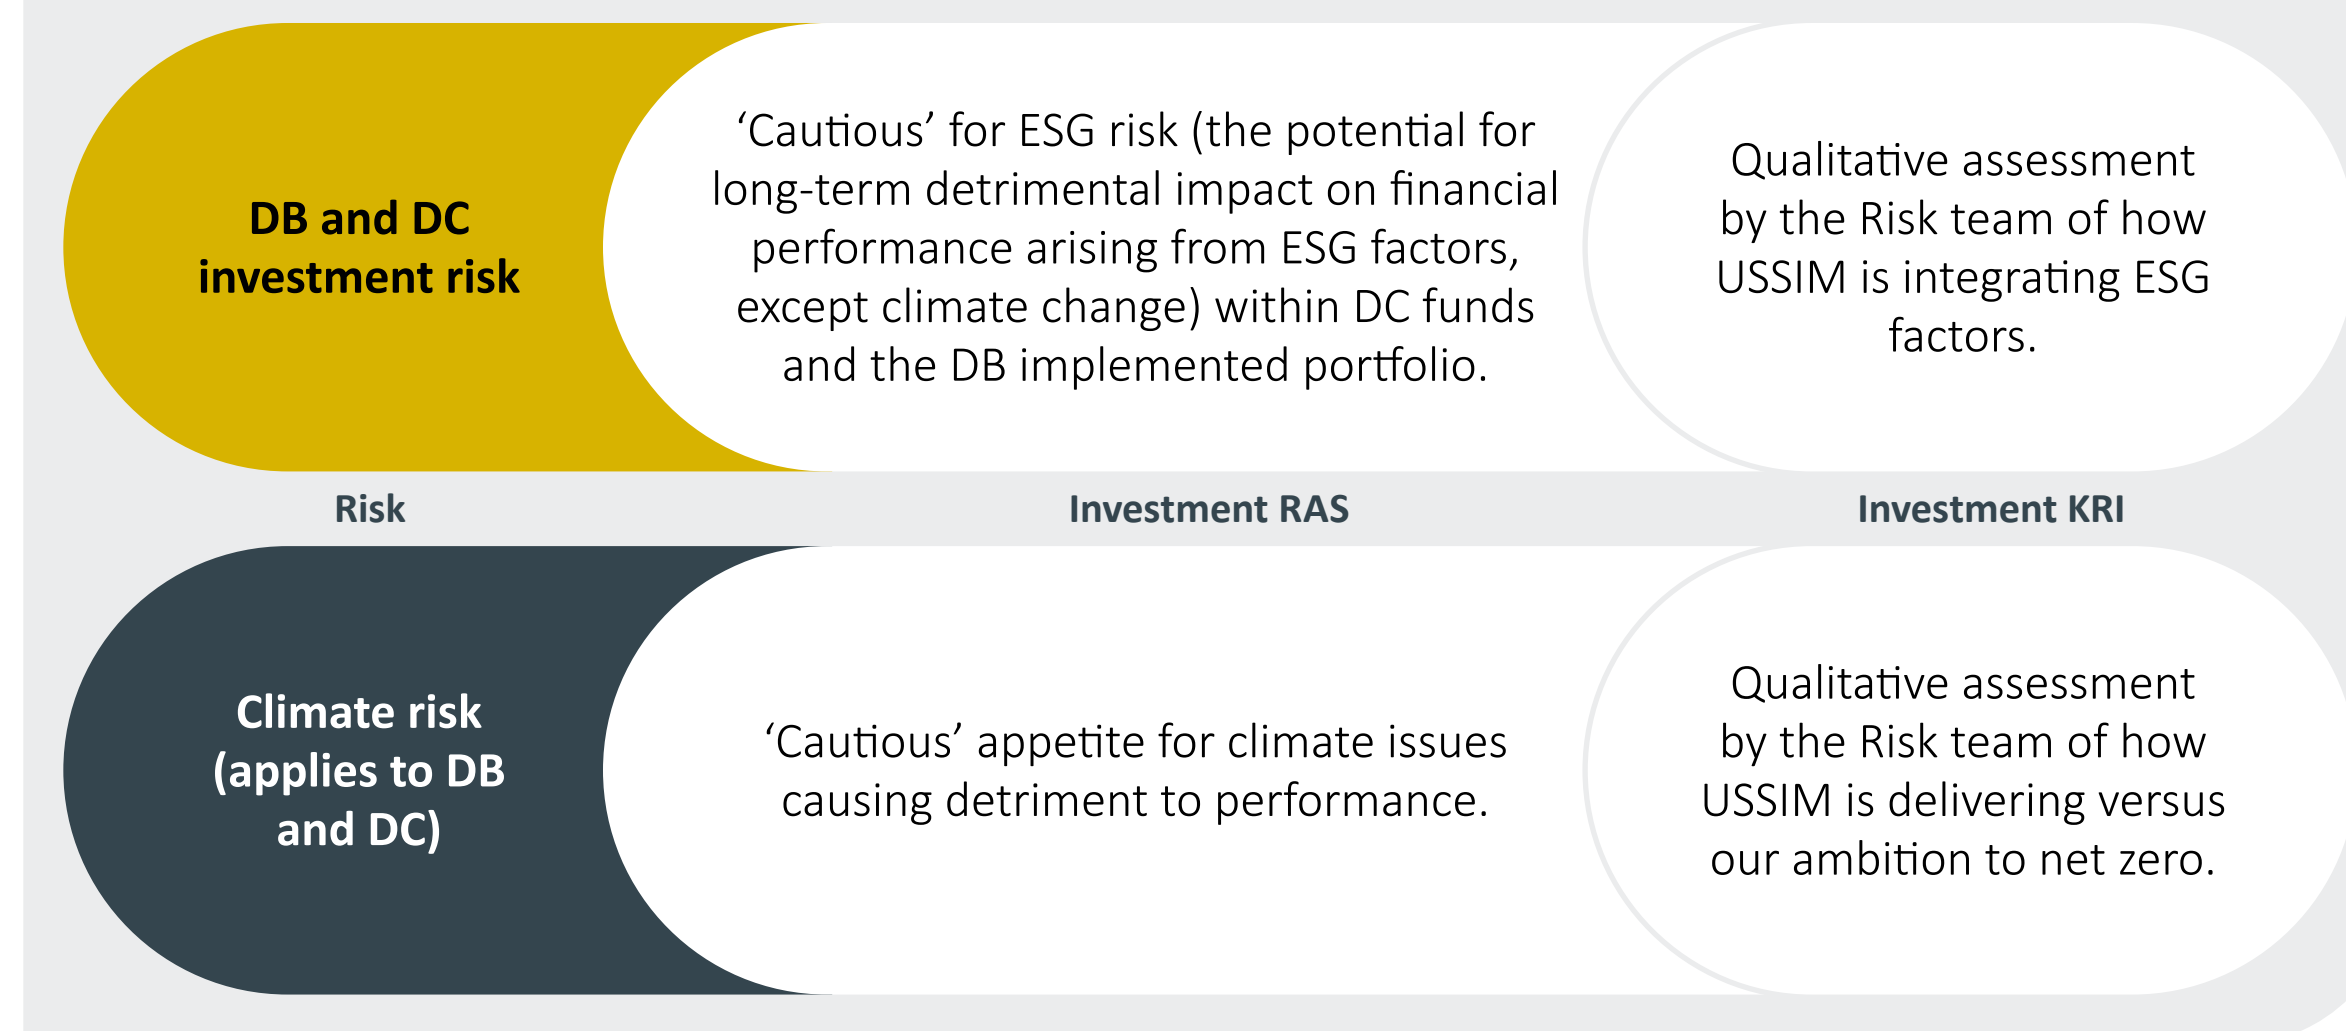 DB and DC
investment risk
‘Cautious’ for ESG risk (the potential for
long-term detrimental impact on financial
performance arising from ESG factors,
except climate change) within DC funds
and the DB implemented portfolio.
Qualitative assessment
by the Risk team of how
USSIM is integrating ESG
factors.
Risk
Investment RAS
Investment KRI
Climate risk
(applies to DB
and DC)
‘Cautious’ appetite for climate issues
causing detriment to performance.
Qualitative assessment
by the Risk team of how
USSIM is delivering versus
our ambition to net zero.